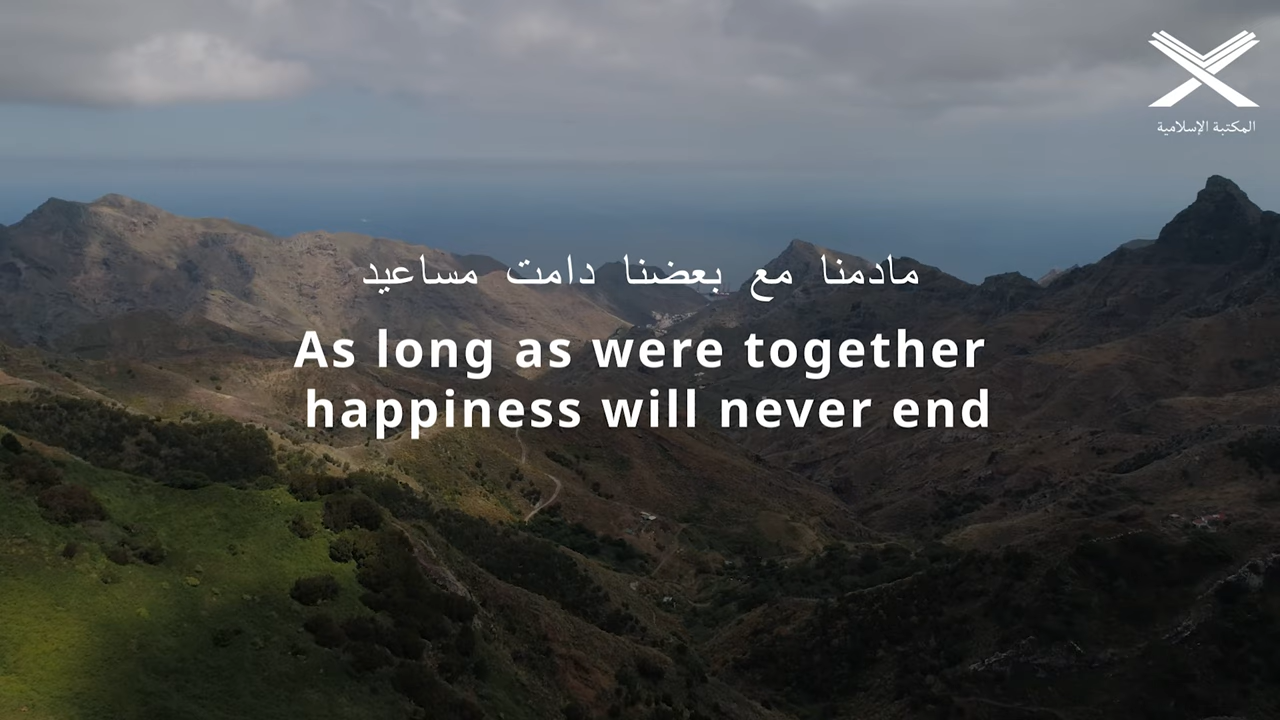 المكتبة الإسلامية
مادمنا مع بعضنا دامت مساعيد
As long as were together
happiness will never end